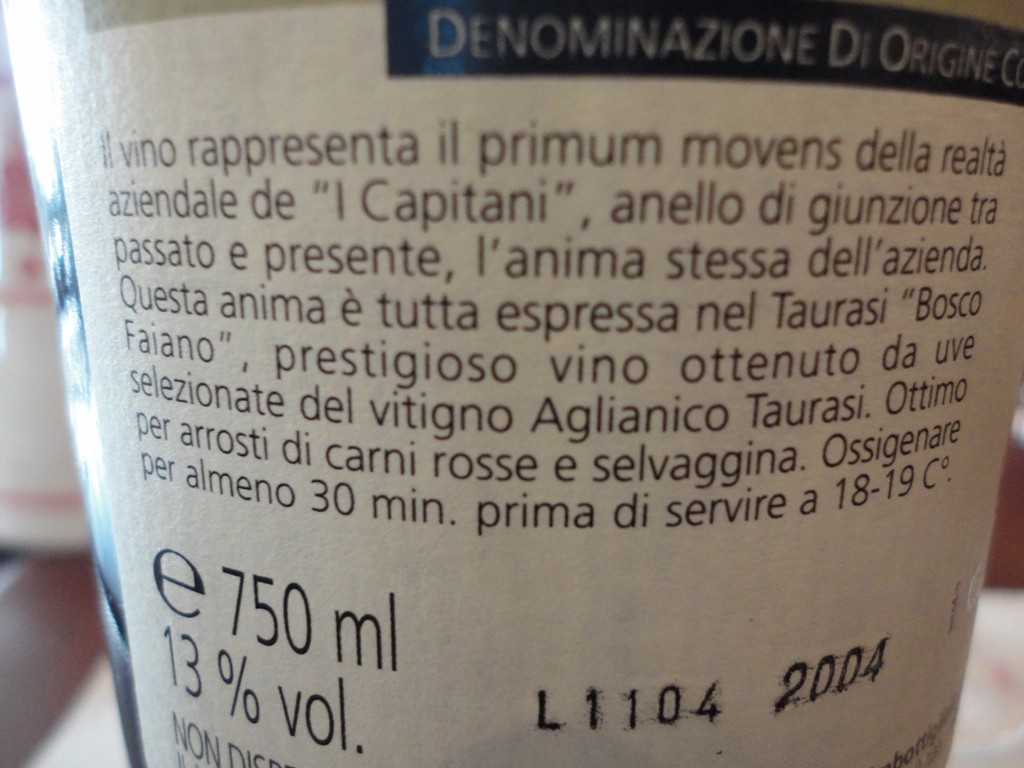 DENOMINAZIONE DI ORIGINE
Il vino rappresenta il primum movens della realtà
aziendale de "I Capitani", anello di giunzione tra
passato e presente, l'anima stessa dell'azienda.
Questa anima è tutta espressa nel Taurasi "Bosco
Faiano", prestigioso vino ottenuto da uve
selezionate del vitigno Aglianico Taurasi. Ottimo
per arrosti di carni rosse e selvaggina. Ossigenare
per almeno 30 min. prima di servire a 18-19 C°.
e 750 ml
13 % vol.
L1104 2004
NON